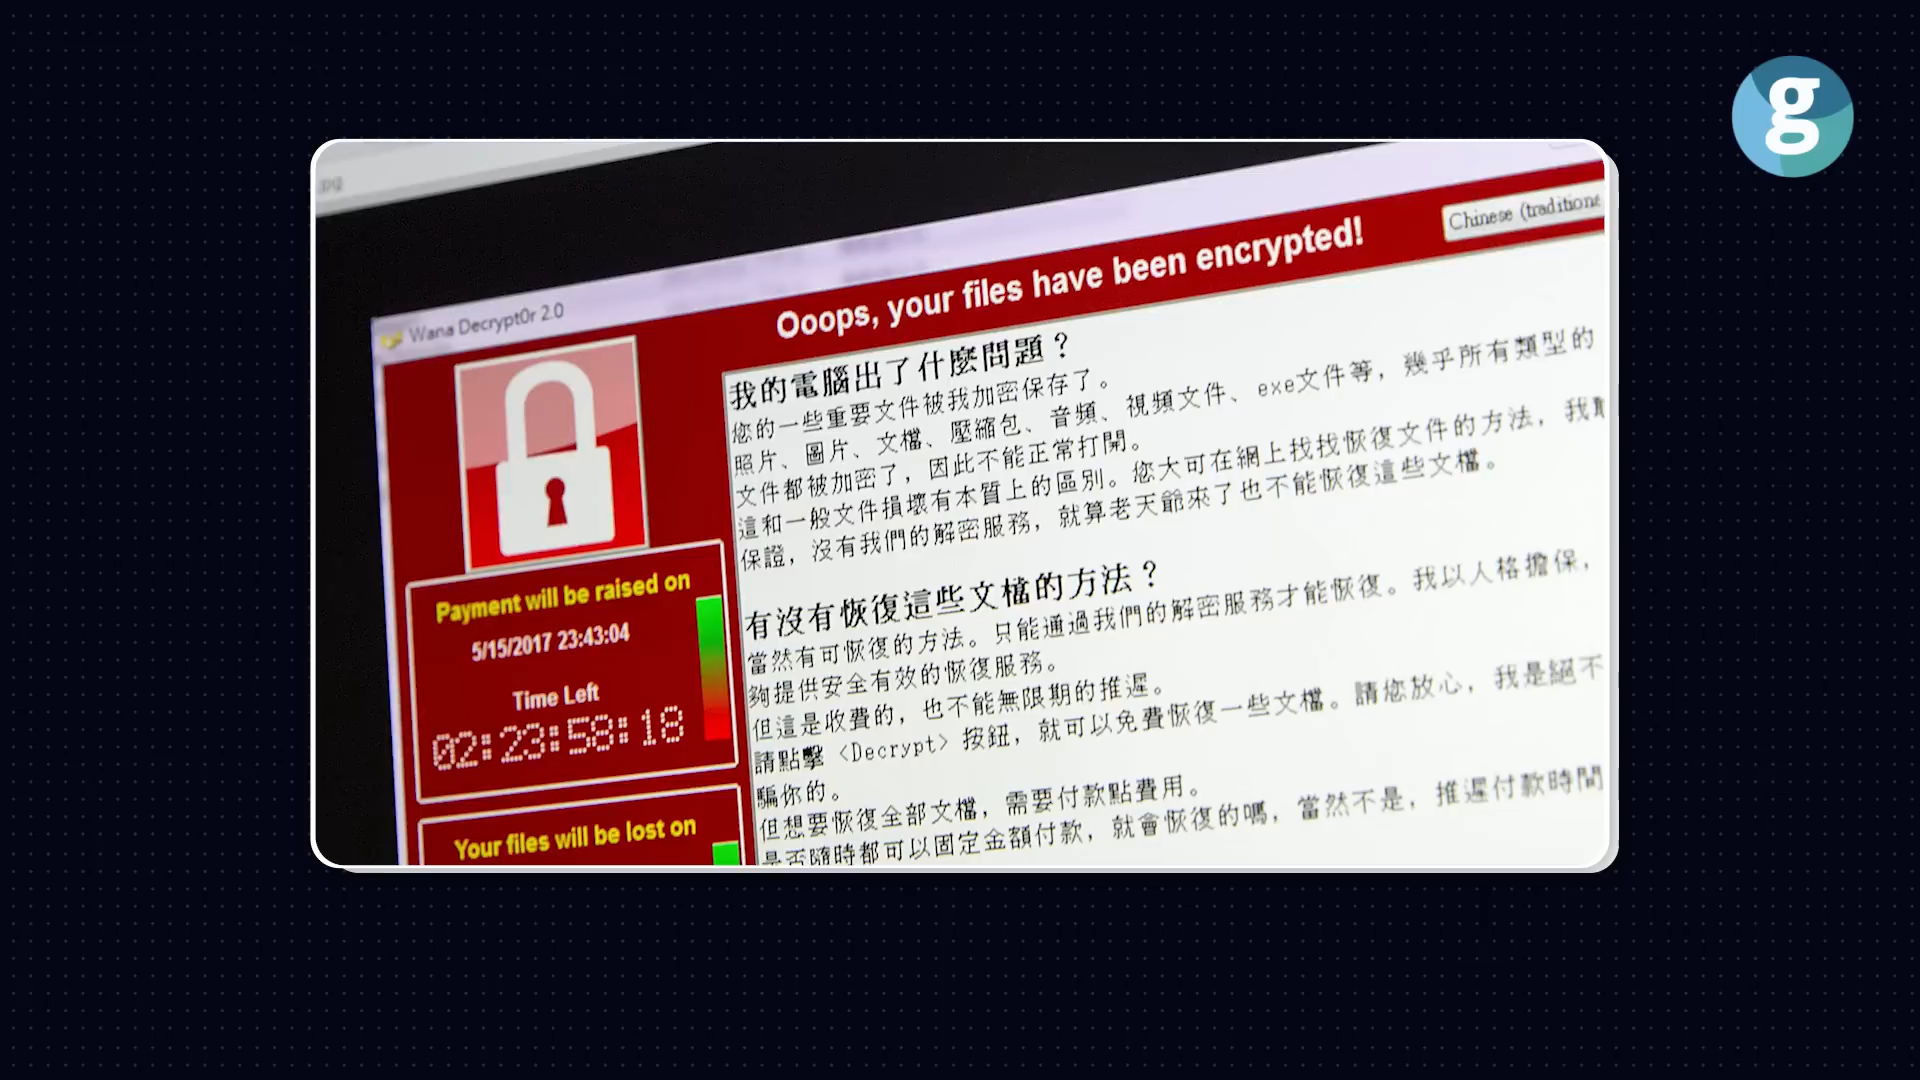 g
.jpg
Wana Decrypt0r 2.0
Ooops, your files have been encrypted!
Chinese (traditiona
Payment will be raised on
5/15/2017 23:43:04
Time Left
02:23:58:18
Your files will be lost on
我的電腦出了什麼問題？
您的一些重要文件被我加密保存了。
照片、圖片、文檔、壓縮包、音頻、視頻文件、exe文件等，幾乎所有類型的
文件都被加密了，因此不能正常打開。
這和一般文件損壞有本質上的區別。您大可在網上找找恢復文件的方法，我
保證，沒有我們的解密服務，就算老天爺來了也不能恢復這些文檔。
有沒有恢復這些文檔的方法？
當然有可恢復的方法。只能通過我們的解密服務才能恢復。我以人格擔保，
夠提供安全有效的恢復服務。
但這是收費的，也不能無限期的推遲。
請點擊 <Decrypt> 按鈕，就可以免費恢復一些文檔。請您放心，我是絕不
騙你的。
但想要恢復全部文檔，需要付款點費用。
是否隨時都可以固定金額付款，就會恢復的嗎，當然不是，推遲付款時間